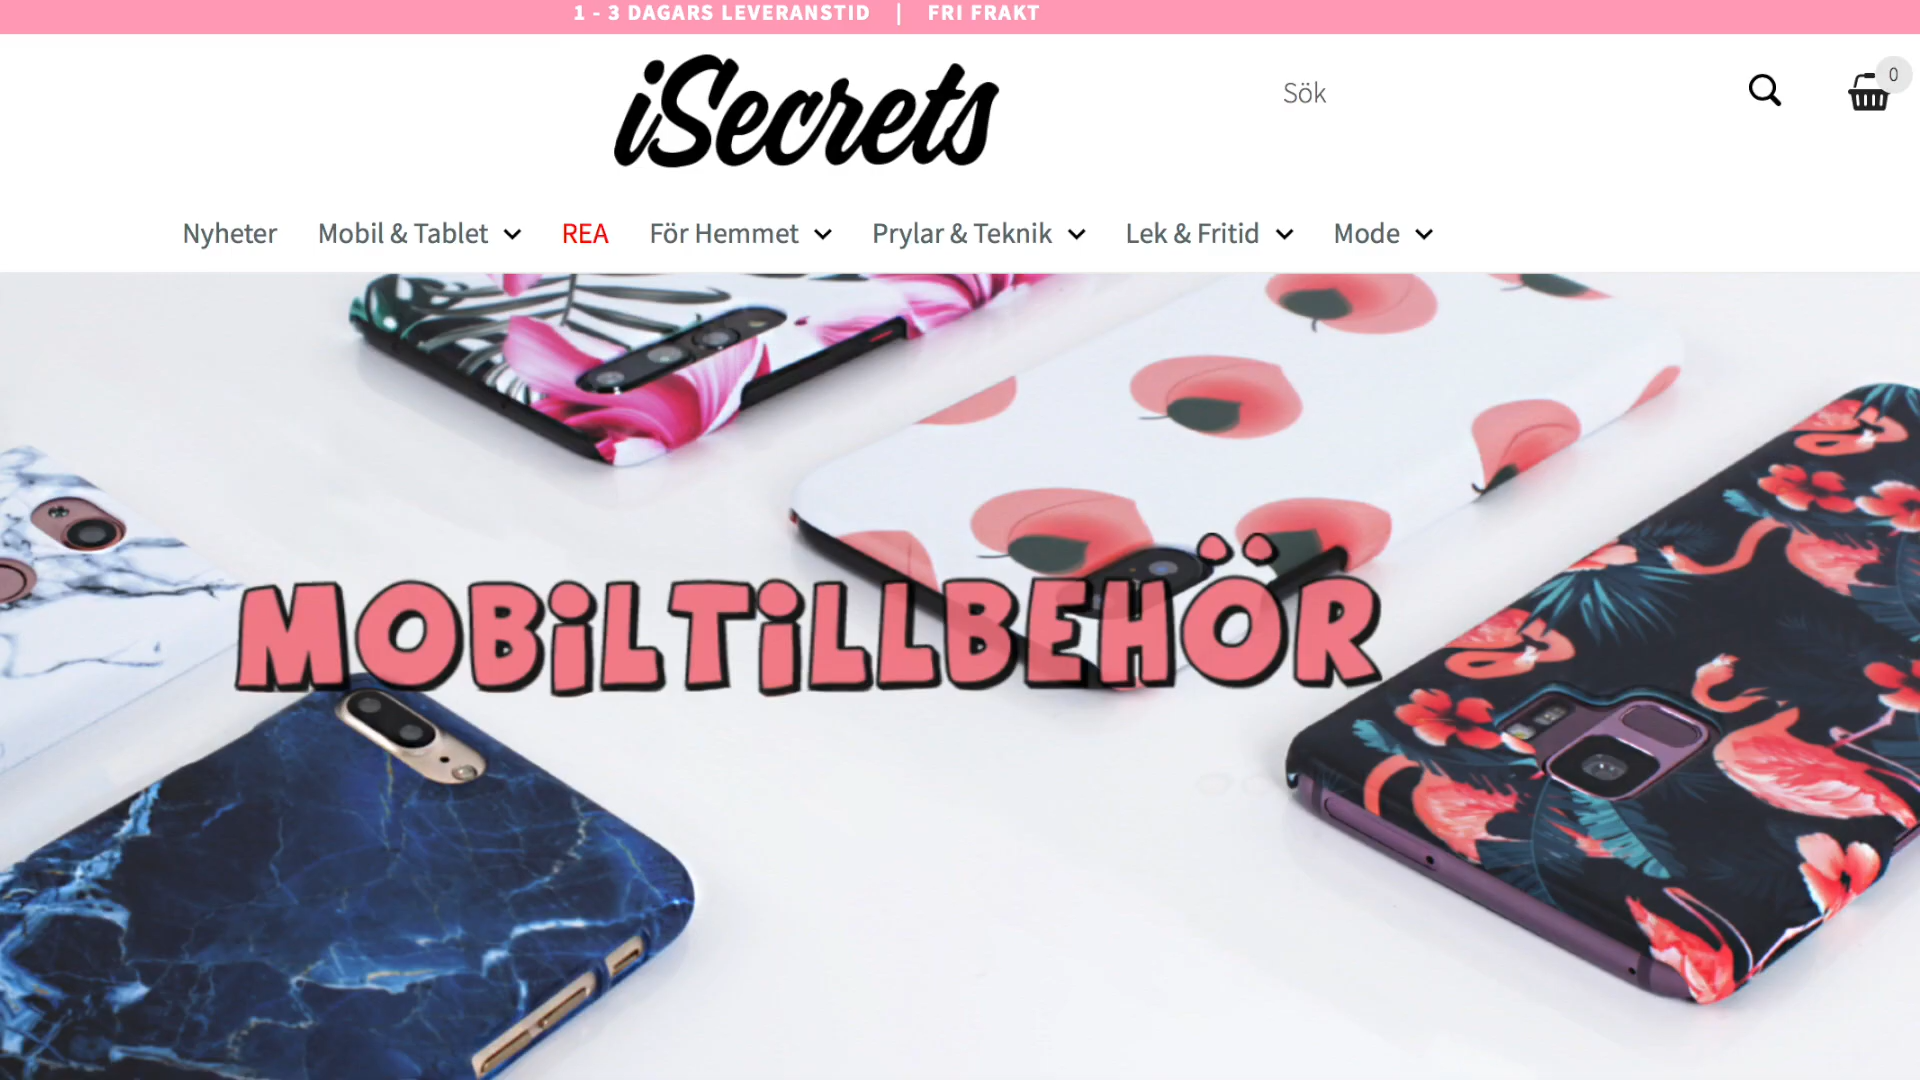 1 - 3 DAGARS LEVERANSTID | FRI FRAKT
iSecrets
Sök
0
Nyheter Mobil & Tablet REA För Hemmet Prylar & Teknik Lek & Fritid Mode
MOBILTILLBEHÖR